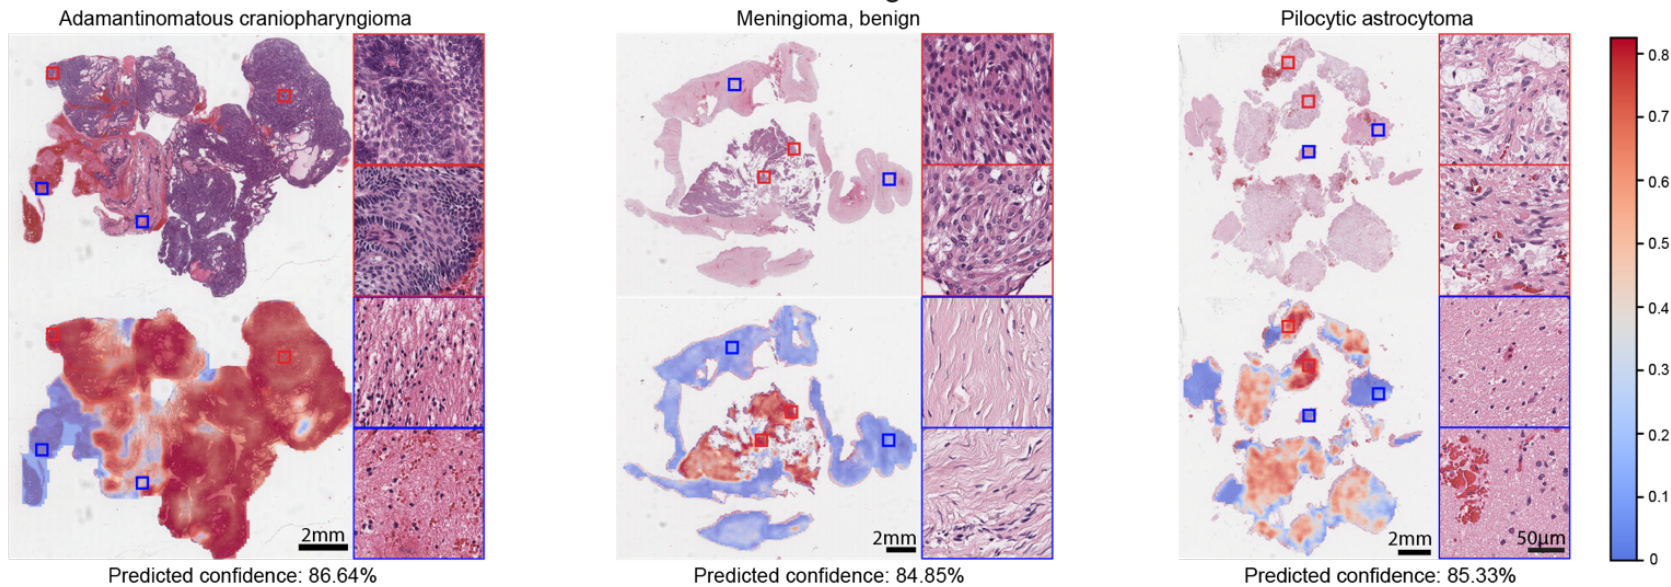 Adamantinomatous craniopharyngioma
Meningioma, benign
Pilocytic astrocytoma
0.8
0.7
0.6
0.5
0.4
0.3
0.2
0.1
0
2mm
2mm
2mm
50μm
Predicted confidence: 86.64%
Predicted confidence: 84.85%
Predicted confidence: 85.33%